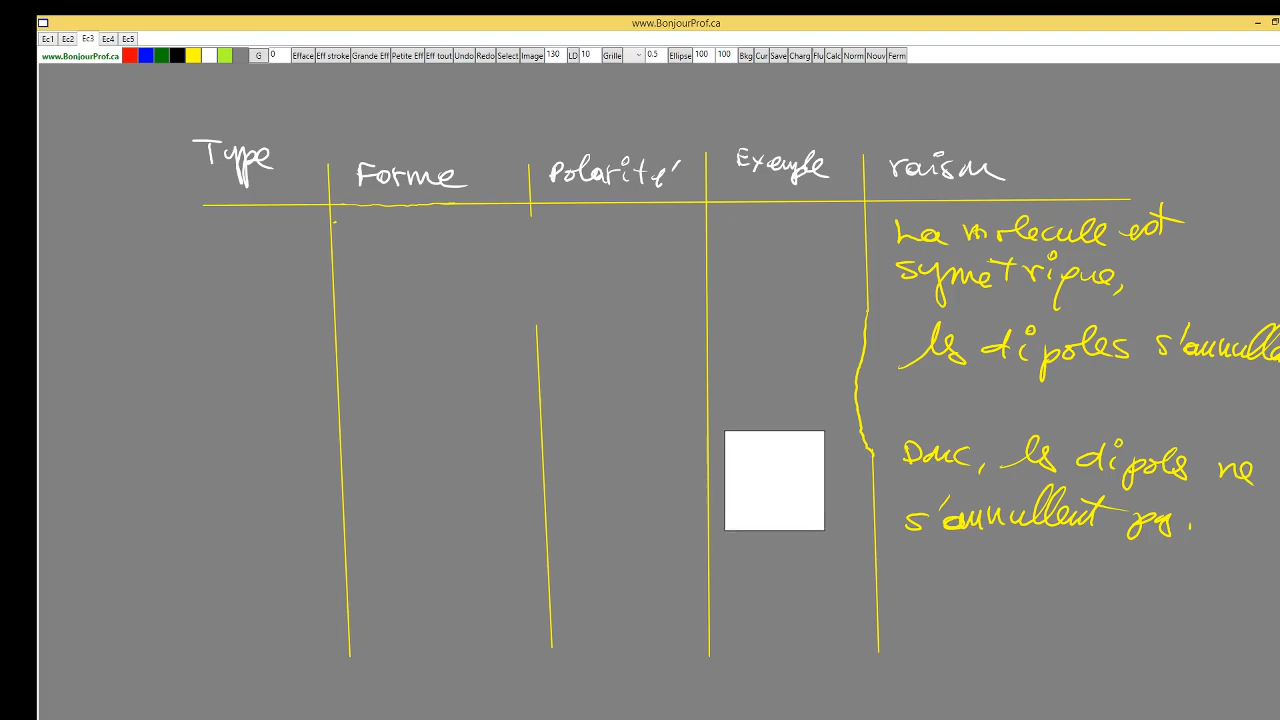 www.BonjourProf.ca
Ec1 Ec2 Ec3 Ec4 Ec5
www.BonjourProf.ca G 0 Efface Eff stroke Grande Eff Petite Eff Eff tout Undo Redo Select Image 130 LD 10 Grille 0.5 Ellipse 100 100 Bkg Cur Save Charg Flu Calc Norm Nouv Ferm
Type Forme Polarité Exemple raison
La molecule est
symetrique,
les dipoles s'annulle
Donc, les dipols ne
s'annullent pas.